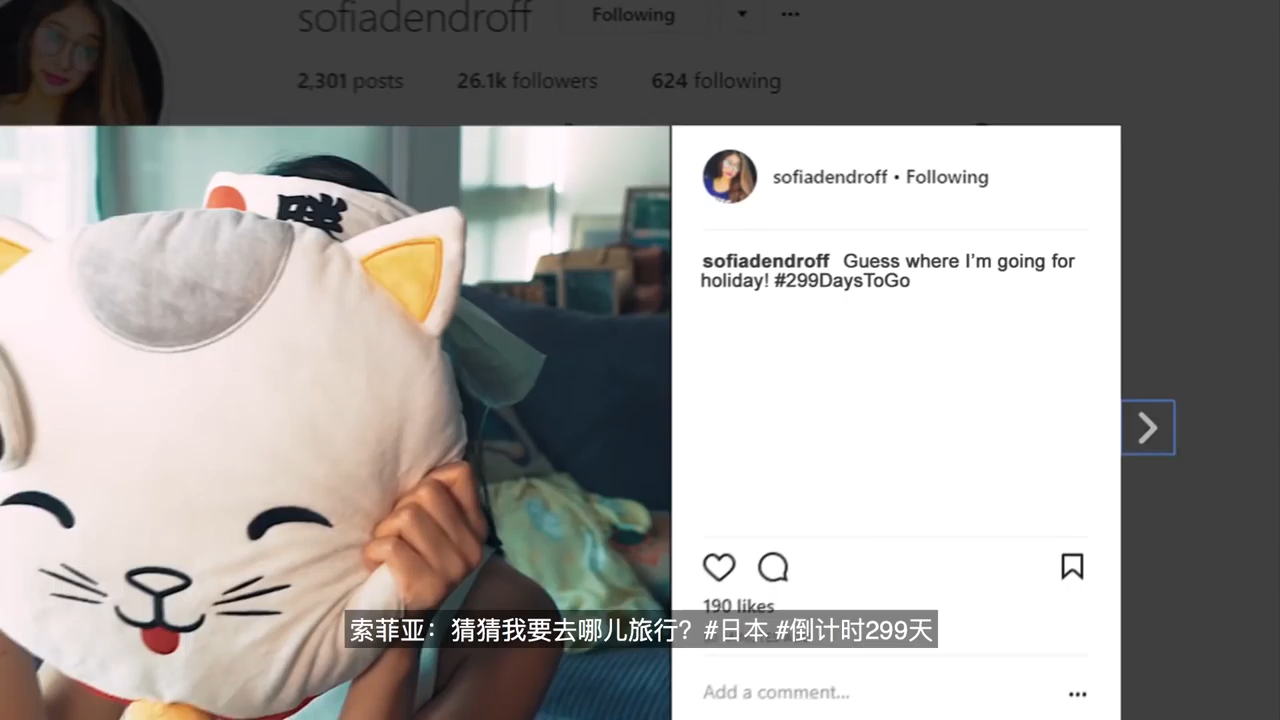 sofiadendroff Following
2,301 posts 26.1k followers 624 following
sofiadendroff • Following
sofiadendroff Guess where I'm going for
holiday! #299DaysToGo
190 likes
索菲亚：猜猜我要去哪儿旅行？#日本 #倒计时299天
Add a comment...